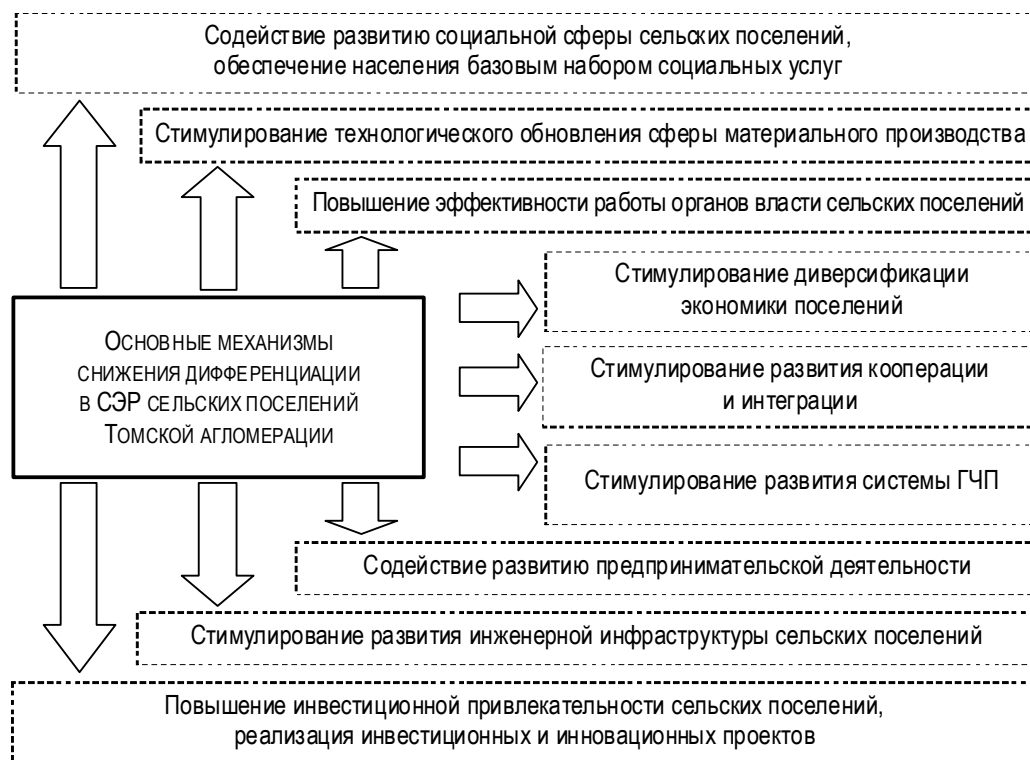 Содействие развитию социальной сферы сельских поселений,
обеспечение населения базовым набором социальных услуг
Стимулирование технологического обновления сферы материального производства
Повышение эффективности работы органов власти сельских поселений
Стимулирование диверсификации
экономики поселений
Основные механизмы
снижения дифференциации
в СЭР сельских поселений
Томской агломерации
Стимулирование развития кооперации
и интеграции
Стимулирование развития системы ГЧП
Содействие развитию предпринимательской деятельности
Стимулирование развития инженерной инфраструктуры сельских поселений
Повышение инвестиционной привлекательности сельских поселений,
реализация инвестиционных и инновационных проектов